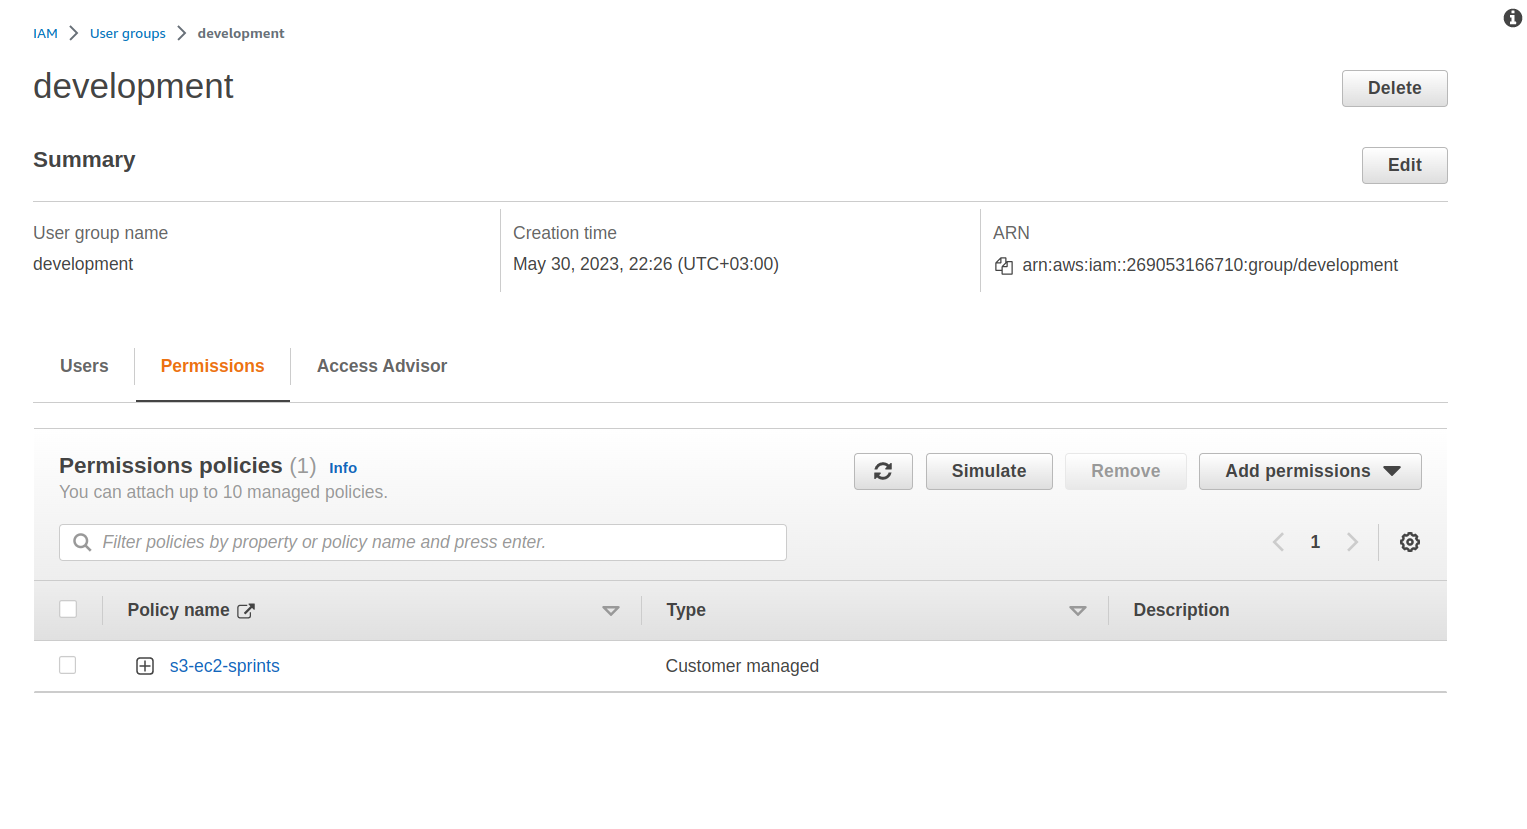 IAM > User groups > development
development
Delete
Summary
Edit
User group name
development
Creation time
May 30, 2023, 22:26 (UTC+03:00)
ARN
arn:aws:iam::269053166710:group/development
Users
Permissions
Access Advisor
Permissions policies (1) Info
You can attach up to 10 managed policies.
Simulate
Remove
Add permissions
Filter policies by property or policy name and press enter.
1
Policy name
Type
Description
s3-ec2-sprints
Customer managed